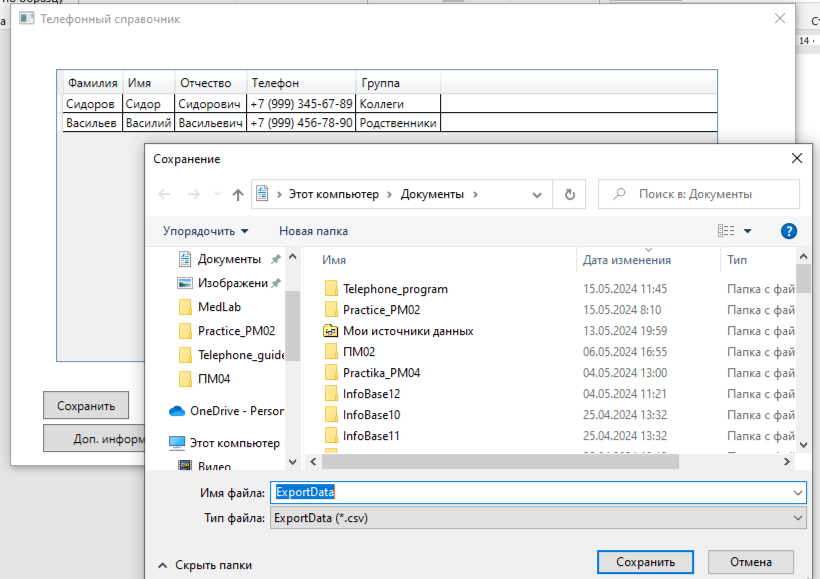 по образцу
Телефонный справочник
14
Фамилия Имя Отчество Телефон Группа
Сидоров Сидор Сидорович +7 (999) 345-67-89 Коллеги
Васильев Василий Васильевич +7 (999) 456-78-90 Родственники
Сохранить
Доп. информ
Сохранение
Этот компьютер > Документы >
Поиск в: Документы
Упорядочить Новая папка
Документы
Изображени
MedLab
Practice_PM02
Telephone_guide
ПМ04
OneDrive - Person
Этот компьютер
Видео
Имя Дата изменения Тип
Telephone_program 15.05.2024 11:45 Папка с фай
Practice_PM02 15.05.2024 8:10 Папка с фай
Мои источники данных 13.05.2024 19:59 Папка с фай
ПМ02 06.05.2024 16:55 Папка с фай
Practika_PM04 04.05.2024 13:00 Папка с фай
InfoBase12 04.05.2024 11:21 Папка с фай
InfoBase10 25.04.2024 13:32 Папка с фай
InfoBase11 25.04.2024 13:32 Папка с фай
Имя файла: ExportData
Тип файла: ExportData (*.csv)
Скрыть папки
Сохранить Отмена